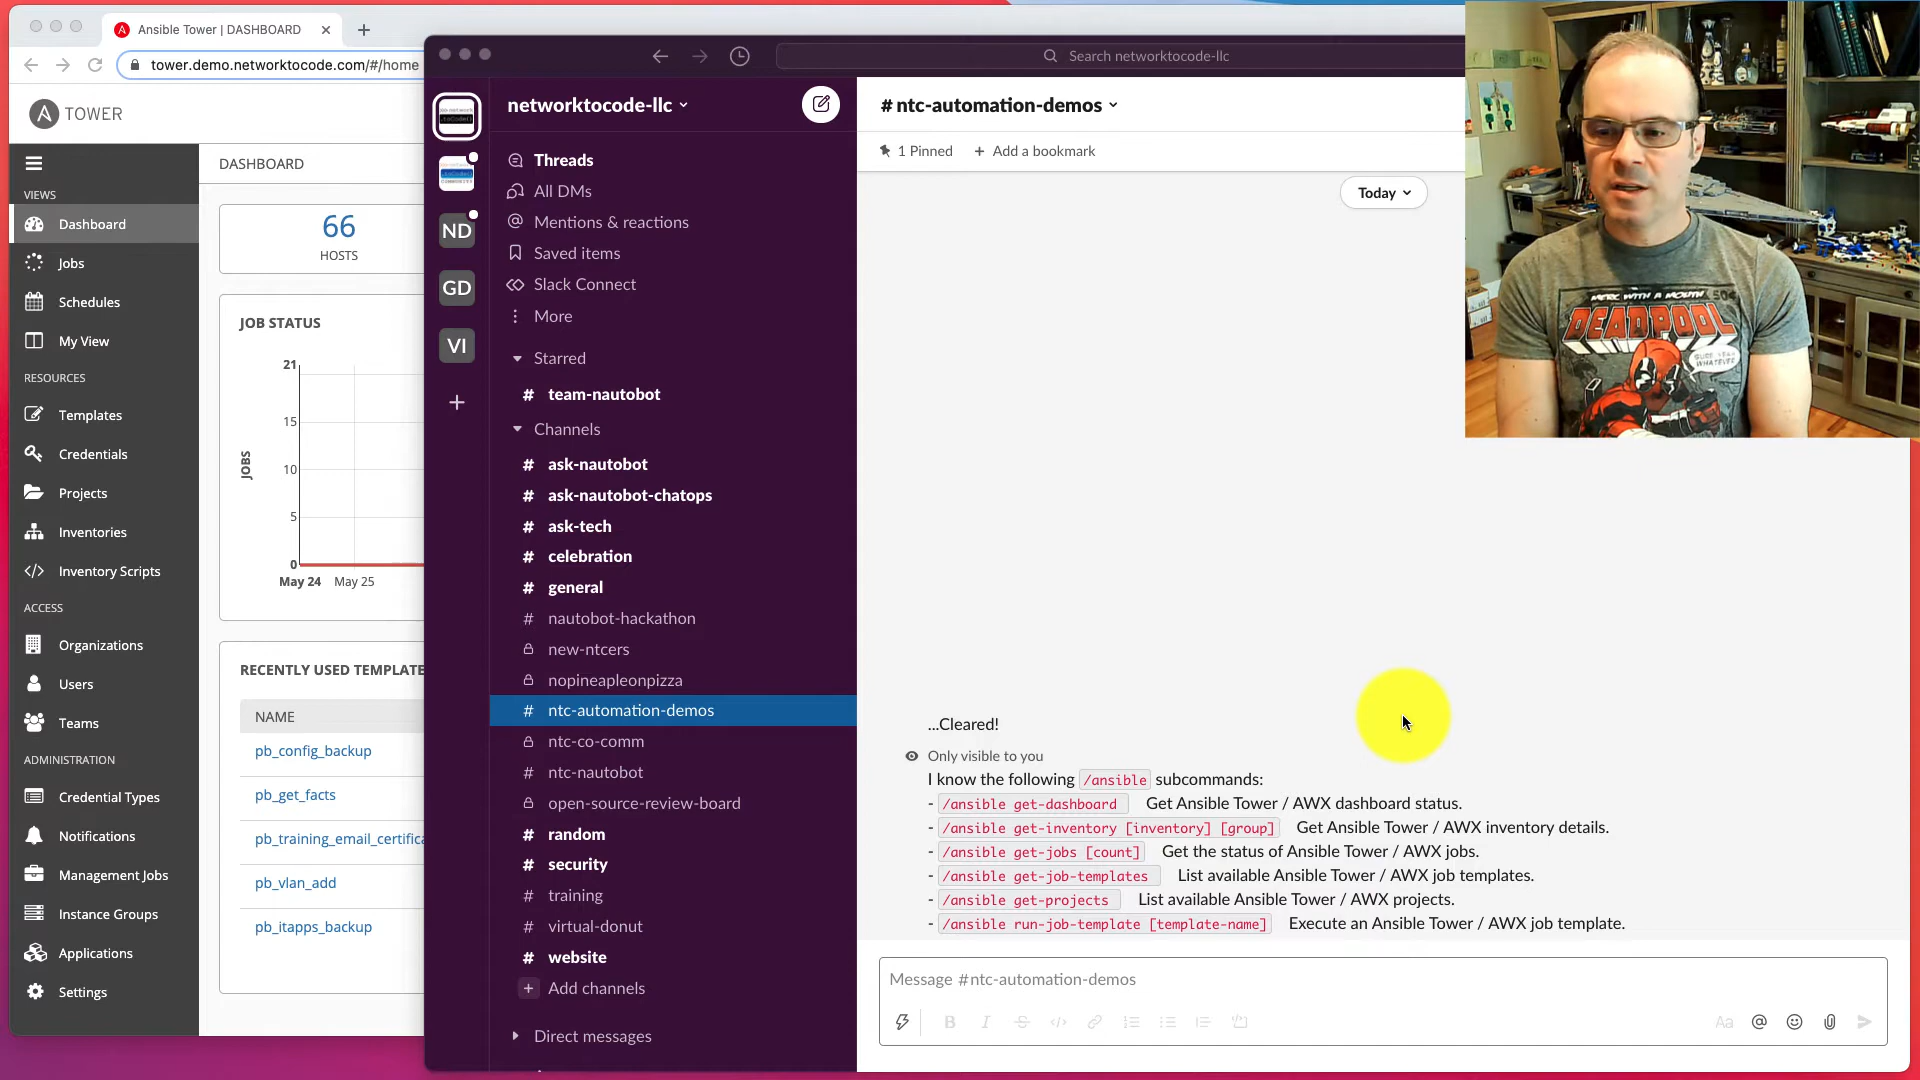 Ansible Tower | DASHBOARD
tower.demo.networktocode.com/#/home
A TOWER
VIEWS
Dashboard
Jobs
Schedules
My View
RESOURCES
Templates
Credentials
Projects
Inventories
Inventory Scripts
ACCESS
Organizations
Users
Teams
ADMINISTRATION
Credential Types
Notifications
Management Jobs
Instance Groups
Applications
Settings
DASHBOARD
66
HOSTS
JOB STATUS
JOBS
21
15
10
5
0
May 24 May 25
RECENTLY USED TEMPLATE
NAME
pb_config_backup
pb_get_facts
pb_training_email_certifica
pb_vlan_add
pb_itapps_backup
Search networktocode-llc
ND
GD
VI
networktocode-llc
Threads
All DMs
Mentions & reactions
Saved items
Slack Connect
More
Starred
# team-nautobot
Channels
# ask-nautobot
# ask-nautobot-chatops
# ask-tech
# celebration
# general
# nautobot-hackathon
new-ntcers
nopineapleonpizza
# ntc-automation-demos
ntc-co-comm
# ntc-nautobot
open-source-review-board
# random
# security
# training
# virtual-donut
# website
+ Add channels
Direct messages
# ntc-automation-demos
1 Pinned + Add a bookmark
Today
...Cleared!
Only visible to you
I know the following /ansible subcommands:
- /ansible get-dashboard Get Ansible Tower / AWX dashboard status.
- /ansible get-inventory [inventory] [group] Get Ansible Tower / AWX inventory details.
- /ansible get-jobs [count] Get the status of Ansible Tower / AWX jobs.
- /ansible get-job-templates List available Ansible Tower / AWX job templates.
- /ansible get-projects List available Ansible Tower / AWX projects.
- /ansible run-job-template [template-name] Execute an Ansible Tower / AWX job template.
Message #ntc-automation-demos
B I S </> Aa @
MERC WITH A MOUTH
DEADPOOL
SURE. YEAH.
WHATEVER.